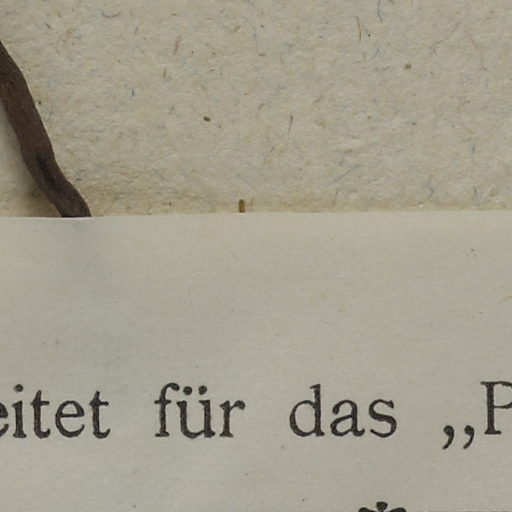 eitet für das „P